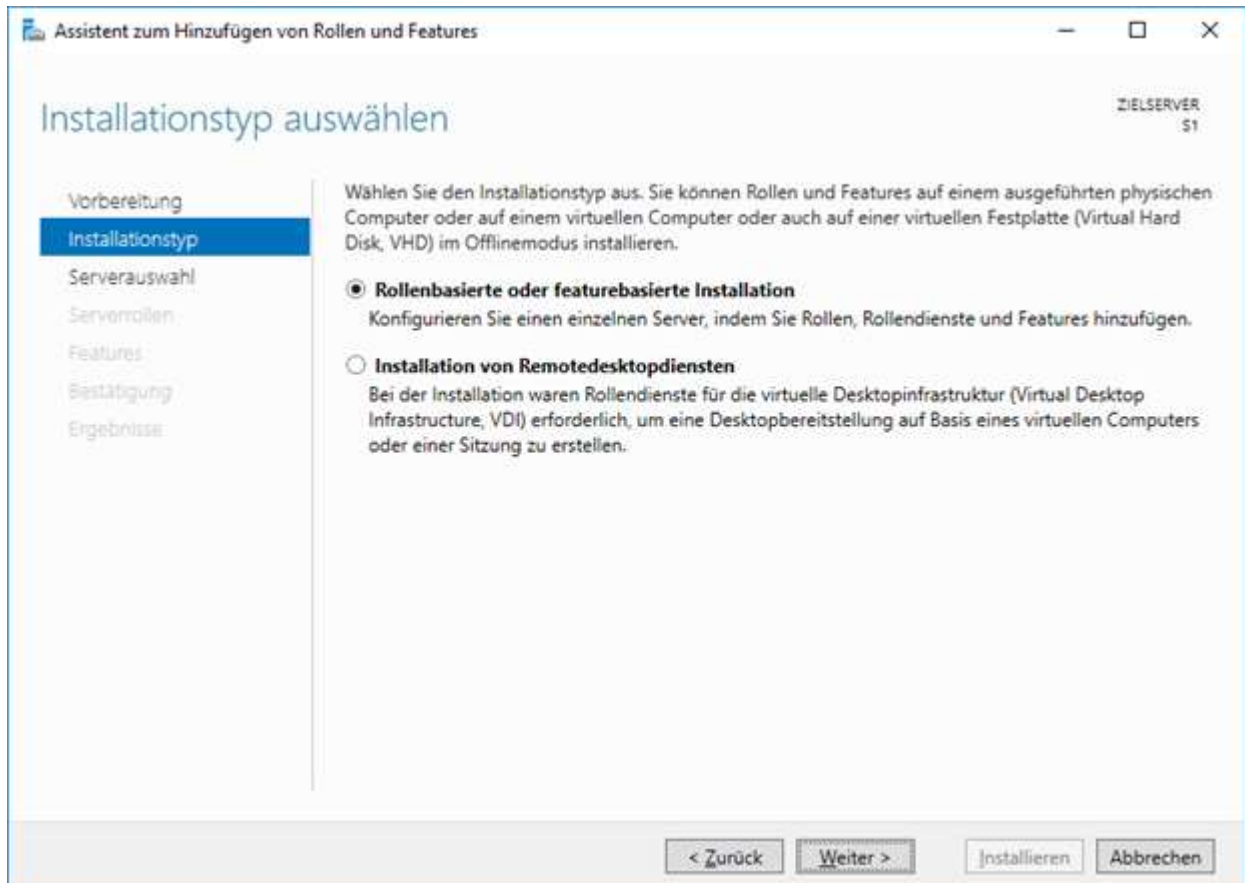 Assistent zum Hinzufügen von Rollen und Features
Installationstyp auswählen
ZIELSERVER
S1
Vorbereitung
Installationstyp
Serverauswahl
Serverrollen
Features
Bestätigung
Ergebnisse
Wählen Sie den Installationstyp aus. Sie können Rollen und Features auf einem ausgeführten physischen
Computer oder auf einem virtuellen Computer oder auch auf einer virtuellen Festplatte (Virtual Hard
Disk, VHD) im Offlinemodus installieren.
Rollenbasierte oder featurebasierte Installation
Konfigurieren Sie einen einzelnen Server, indem Sie Rollen, Rollendienste und Features hinzufügen.
Installation von Remotedesktopdiensten
Bei der Installation waren Rollendienste für die virtuelle Desktopinfrastruktur (Virtual Desktop
Infrastructure, VDI) erforderlich, um eine Desktopbereitstellung auf Basis eines virtuellen Computers
oder einer Sitzung zu erstellen.
< Zurück
Weiter >
Installieren
Abbrechen